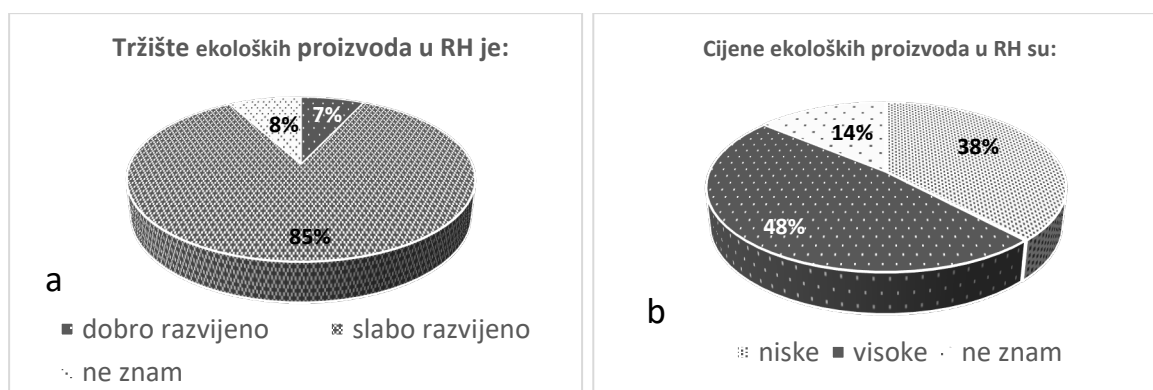 Tržište ekoloških proizvoda u RH je:
8%
7%
85%
a
dobro razvijeno
slabo razvijeno
ne znam
Cijene ekoloških proizvoda u RH su:
14%
38%
48%
b
niske visoke ne znam